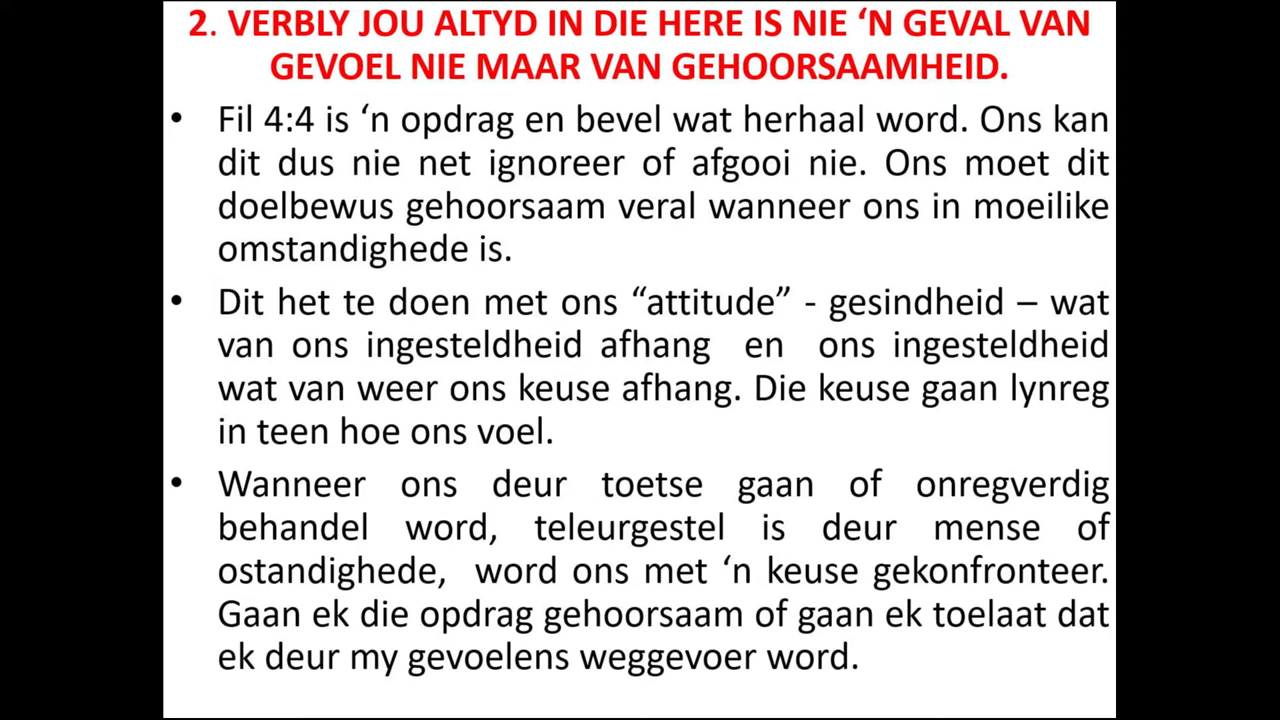 2. VERBLY JOU ALTYD IN DIE HERE IS NIE ‘N GEVAL VAN
GEVOEL NIE MAAR VAN GEHOORSAAMHEID.
• Fil 4:4 is ‘n opdrag en bevel wat herhaal word. Ons kan
dit dus nie net ignoreer of afgooi nie. Ons moet dit
doelbewus gehoorsaam veral wanneer ons in moeilike
omstandighede is.
• Dit het te doen met ons “attitude” - gesindheid – wat
van ons ingesteldheid afhang en ons ingesteldheid
wat van weer ons keuse afhang. Die keuse gaan lynreg
in teen hoe ons voel.
• Wanneer ons deur toetse gaan of onregverdig
behandel word, teleurgestel is deur mense of
ostandighede, word ons met ‘n keuse gekonfronteer.
Gaan ek die opdrag gehoorsaam of gaan ek toelaat dat
ek deur my gevoelens weggevoer word.